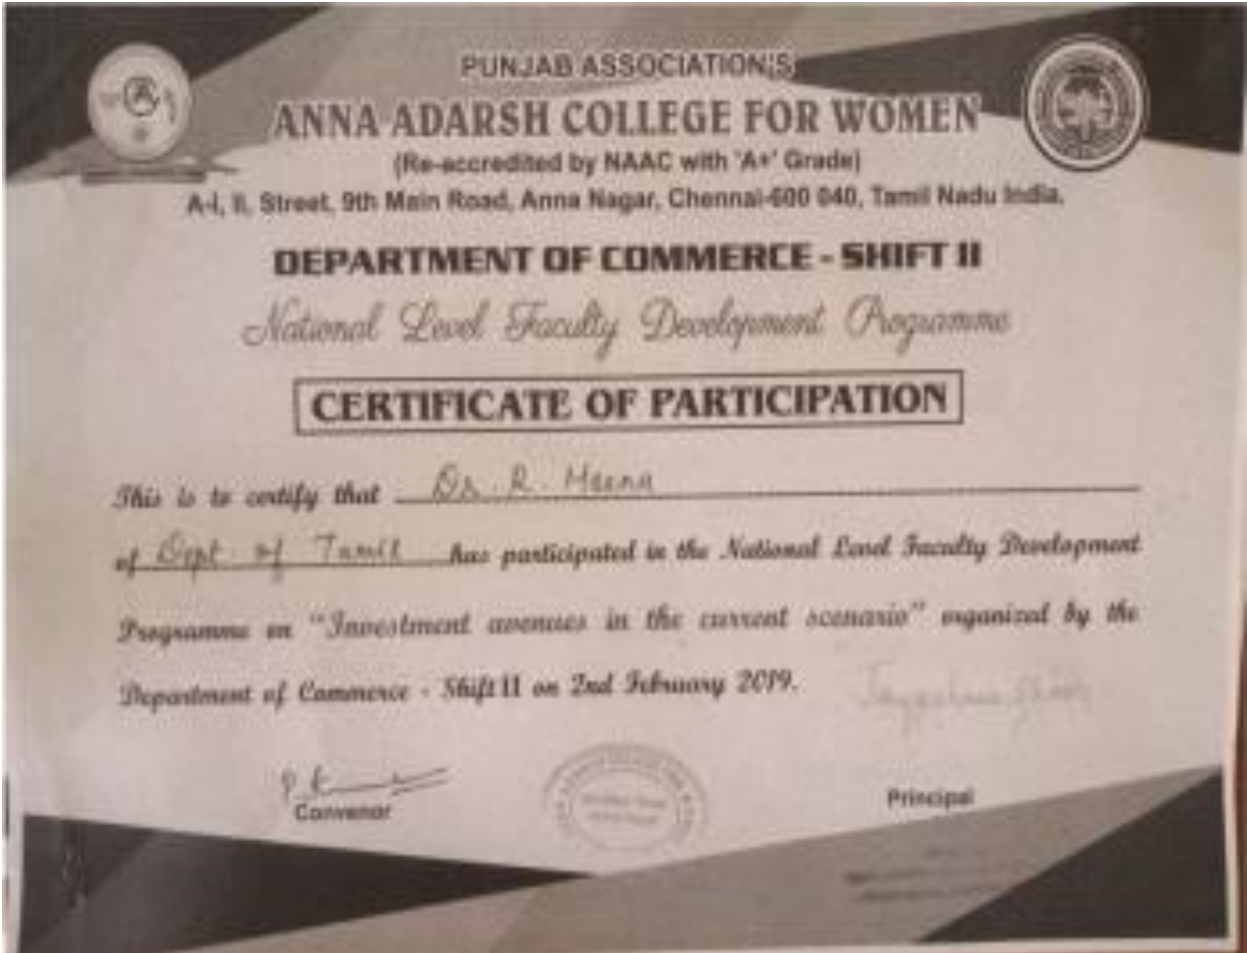 PUNJAB ASSOCIATION'S
ANNA ADARSH COLLEGE FOR WOMEN
(Re-accredited by NAAC with 'A+' Grade)
A-I, II, Street, 9th Main Road, Anna Nagar, Chennai-600 040, Tamil Nadu India.
DEPARTMENT OF COMMERCE - SHIFT II
National Level Faculty Development Programme
CERTIFICATE OF PARTICIPATION
This is to certify that Dr. R. Meena
of Dept of Tamil has participated in the National Level Faculty Development
Programme on "Investment avenues in the current scenario" organized by the
Department of Commerce - Shift II on 2nd February 2019.
Convenor
Principal